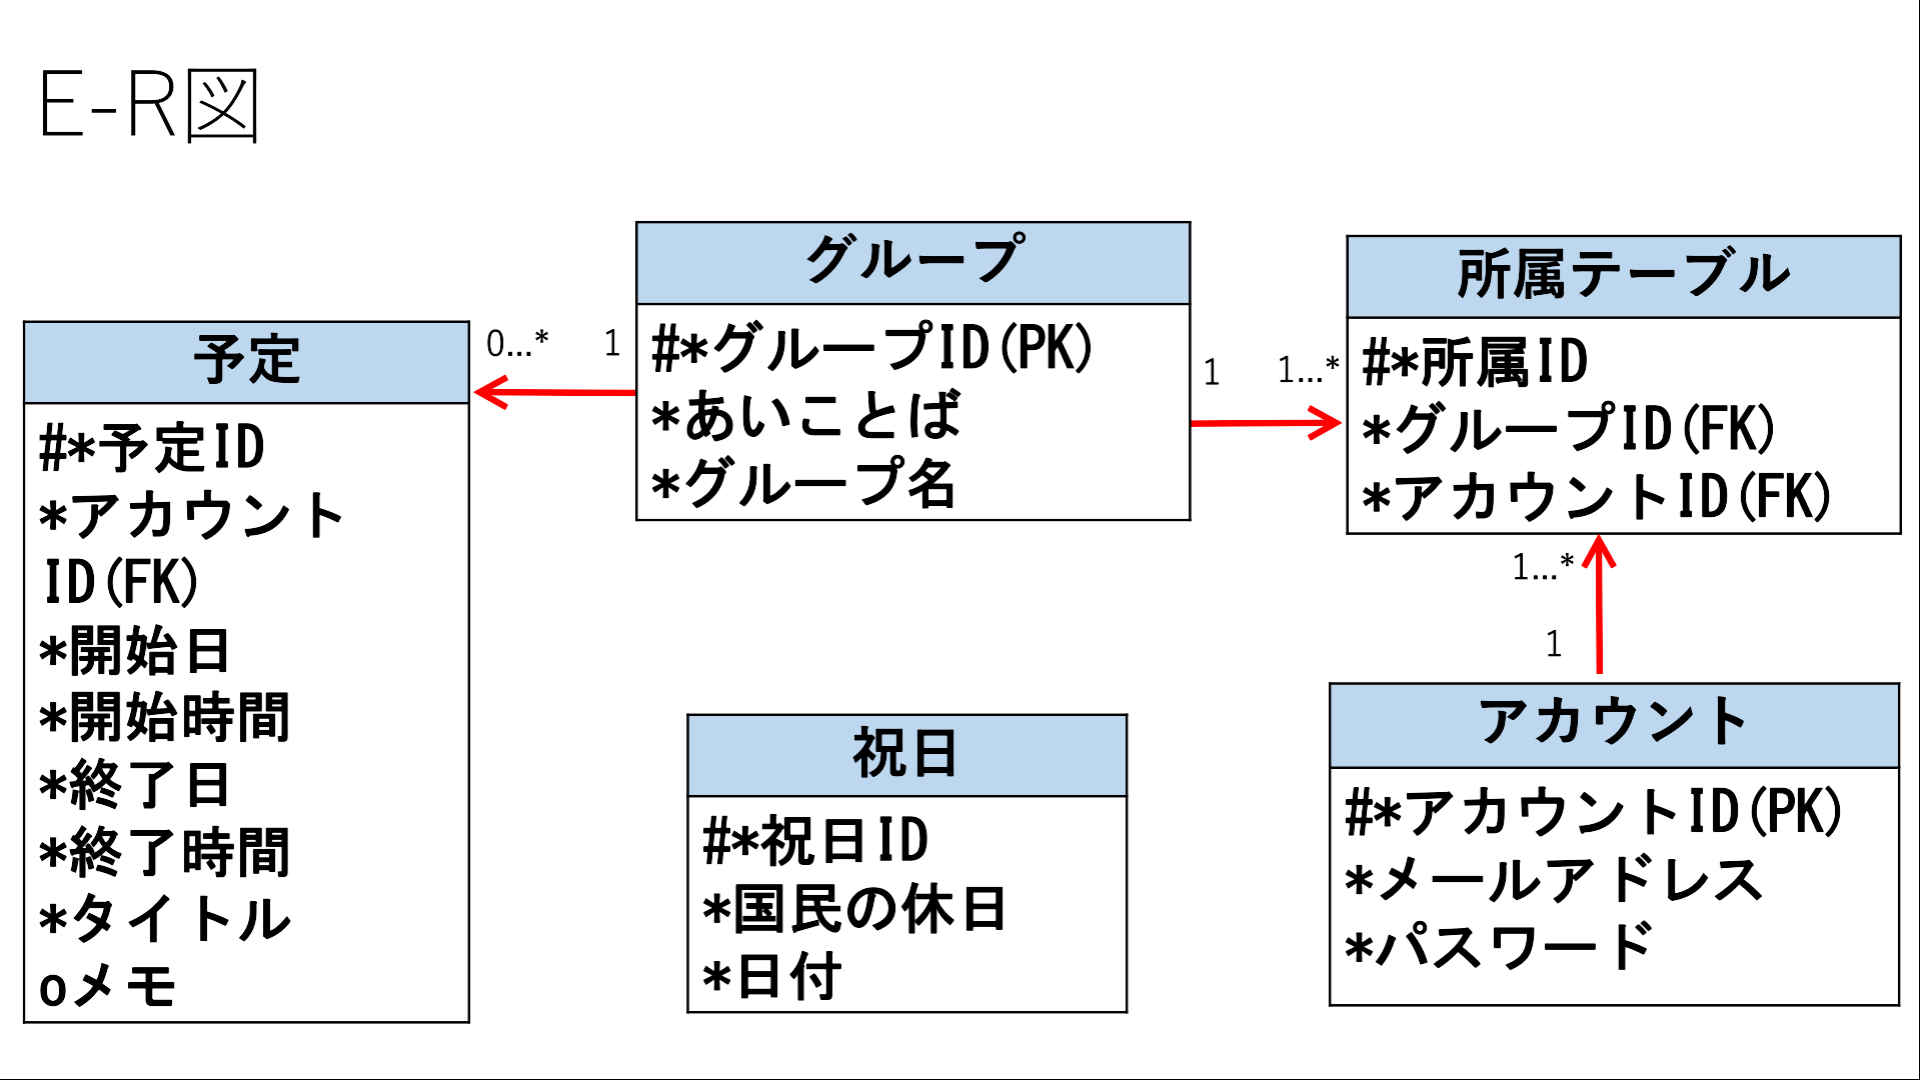 E-R図
予定
#*予定ID
*アカウント
ID(FK)
*開始日
*開始時間
*終了日
*終了時間
*タイトル
oメモ
0…*
1
グループ
#*グループID(PK)
*あいことば
*グループ名
1
1…*
所属テーブル
#*所属ID
*グループID(FK)
*アカウントID(FK)
1…*
1
祝日
#*祝日ID
*国民の休日
*日付
アカウント
#*アカウントID(PK)
*メールアドレス
*パスワード